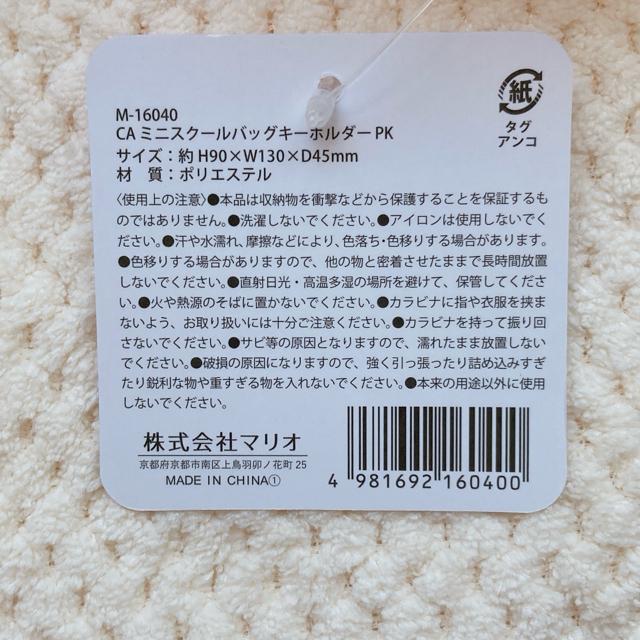 M-16040
CA ミニスクールバッグキーホルダー PK
サイズ：約 H90×W130×D45mm
材　質：ポリエステル
紙
タグ
アンコ
〈使用上の注意〉●本品は収納物を衝撃などから保護することを保証するも
のではありません。●洗濯しないでください。●アイロンは使用しないでくだ
さい。●汗や水濡れ、摩擦などにより、色落ち・色移りする場合があります。
●色移りする場合がありますので、他の物と密着させたままで長時間放置
しないでください。●直射日光・高温多湿の場所を避けて、保管してくださ
い。●火や熱源のそばに置かないでください。●カラビナに指や衣服を挟ま
ないよう、お取り扱いには十分ご注意ください。●カラビナを持って振り回
さないでください。●サビ等の原因となりますので、濡れたまま放置しない
でください。●破損の原因になりますので、強く引っ張ったり詰め込みすぎ
たり鋭利な物や重すぎる物を入れないでください。●本来の用途以外に使用
しないでください。
株式会社マリオ
京都府京都市南区上鳥羽卯ノ花町 25
MADE IN CHINA①
4 981692 160400